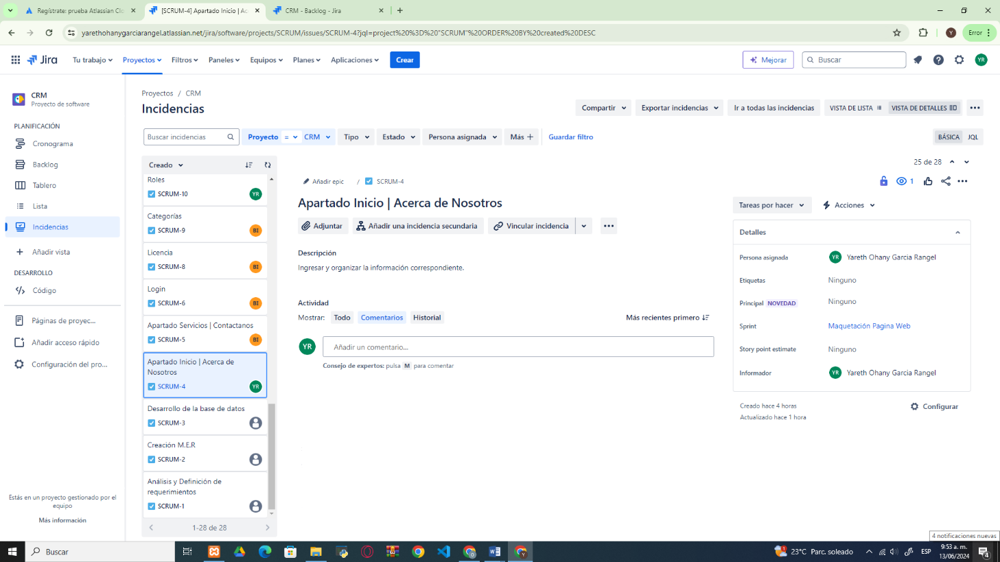 Regístrate: prueba Atlassian Clo
[SCRUM-4] Apartado Inicio | Ac
CRM - Backlog - Jira
yarethohanygarciarangel.atlassian.net/jira/software/projects/SCRUM/issues/SCRUM-4?jql=project%20%3D%20"SCRUM"%20ORDER%20BY%20created%20DESC
Y
Error
Jira
Tu trabajo
Proyectos
Filtros
Paneles
Equipos
Planes
Aplicaciones
Crear
Mejorar
Buscar
YR
CRM
Proyecto de software
PLANIFICACIÓN
Cronograma
Backlog
Tablero
Lista
Incidencias
Añadir vista
DESARROLLO
Código
Páginas de proyec...
Añadir acceso rápido
Configuración del pro...
Estás en un proyecto gestionado por el
equipo
Más información
Proyectos / CRM
Incidencias
Compartir
Exportar incidencias
Ir a todas las incidencias
VISTA DE LISTA
VISTA DE DETALLES
Buscar incidencias
Proyecto = CRM
Tipo
Estado
Persona asignada
Más +
Guardar filtro
BÁSICA
JQL
Creado
Roles
SCRUM-10
YR
Categorías
SCRUM-9
BI
Licencia
SCRUM-8
BI
Login
SCRUM-6
BI
Apartado Servicios | Contactanos
SCRUM-5
BI
Apartado Inicio | Acerca de
Nosotros
SCRUM-4
YR
Desarrollo de la base de datos
SCRUM-3
Creación M.E.R
SCRUM-2
Análisis y Definición de
requerimientos
SCRUM-1
1-28 de 28
25 de 28
Añadir epic / SCRUM-4
1
Apartado Inicio | Acerca de Nosotros
Adjuntar
Añadir una incidencia secundaria
Vincular incidencia
Descripción
Ingresar y organizar la información correspondiente.
Actividad
Mostrar: Todo Comentarios Historial
Más recientes primero
YR
Añadir un comentario...
Consejo de expertos: pulsa M para comentar
Tareas por hacer
Acciones
Detalles
Persona asignada
YR Yareth Ohany Garcia Rangel
Etiquetas
Ninguno
Principal NOVEDAD
Ninguno
Sprint
Maquetación Pagina Web
Story point estimate
Ninguno
Informador
YR Yareth Ohany Garcia Rangel
Creado hace 4 horas
Actualizado hace 1 hora
Configurar
4 notificaciones nuevas
Buscar
23°C Parc. soleado
ESP
9:53 a. m.
13/06/2024
4